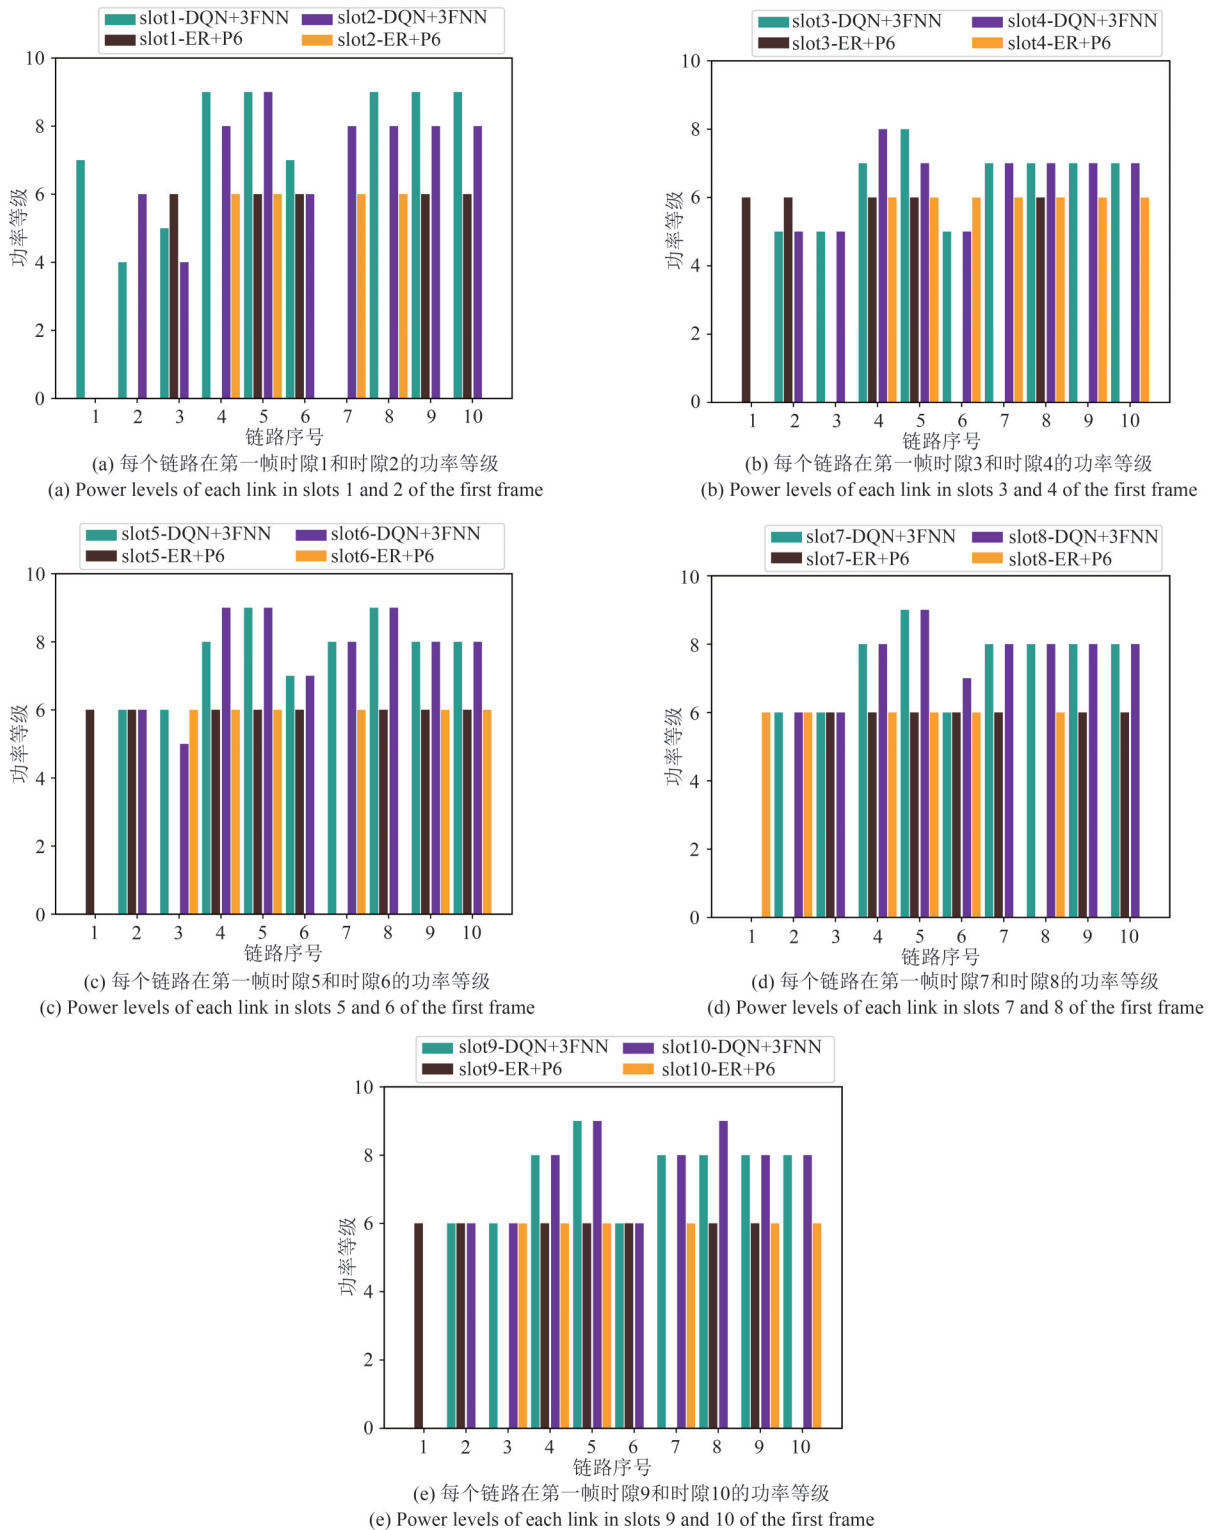 slot1-DQN+3FNN slot2-DQN+3FNN
slot1-ER+P6 slot2-ER+P6
10
8
6
4
2
0
功率等级
1 2 3 4 5 6 7 8 9 10
链路序号
(a) 每个链路在第一帧时隙1和时隙2的功率等级
(a) Power levels of each link in slots 1 and 2 of the first frame
slot3-DQN+3FNN slot4-DQN+3FNN
slot3-ER+P6 slot4-ER+P6
10
8
6
4
2
0
功率等级
1 2 3 4 5 6 7 8 9 10
链路序号
(b) 每个链路在第一帧时隙3和时隙4的功率等级
(b) Power levels of each link in slots 3 and 4 of the first frame
slot5-DQN+3FNN slot6-DQN+3FNN
slot5-ER+P6 slot6-ER+P6
10
8
6
4
2
0
功率等级
1 2 3 4 5 6 7 8 9 10
链路序号
(c) 每个链路在第一帧时隙5和时隙6的功率等级
(c) Power levels of each link in slots 5 and 6 of the first frame
slot7-DQN+3FNN slot8-DQN+3FNN
slot7-ER+P6 slot8-ER+P6
10
8
6
4
2
0
功率等级
1 2 3 4 5 6 7 8 9 10
链路序号
(d) 每个链路在第一帧时隙7和时隙8的功率等级
(d) Power levels of each link in slots 7 and 8 of the first frame
slot9-DQN+3FNN slot10-DQN+3FNN
slot9-ER+P6 slot10-ER+P6
10
8
6
4
2
0
功率等级
1 2 3 4 5 6 7 8 9 10
链路序号
(e) 每个链路在第一帧时隙9和时隙10的功率等级
(e) Power levels of each link in slots 9 and 10 of the first frame